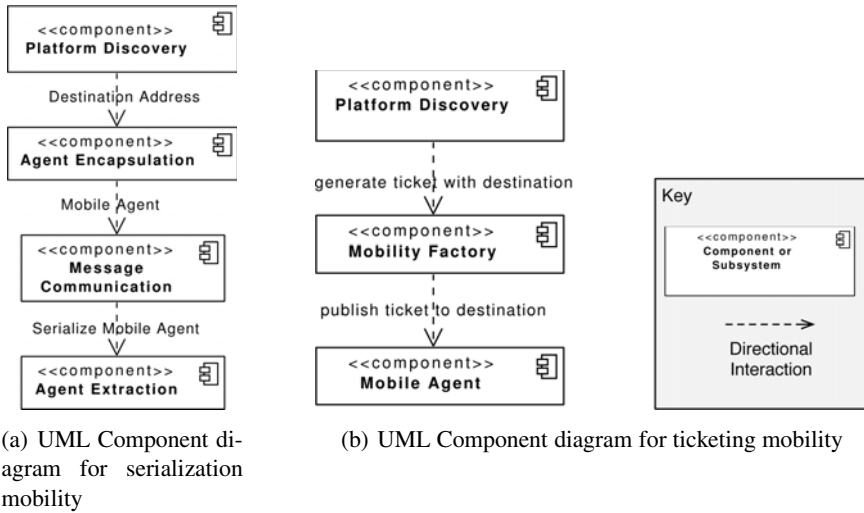 <<component>>
Platform Discovery
Destination Address
<<component>>
Agent Encapsulation
Mobile Agent
<<component>>
Message
Communication
Serialize Mobile Agent
<<component>>
Agent Extraction
(a) UML Component di-
agram for serialization
mobility
<<component>>
Platform Discovery
generate ticket with destination
<<component>>
Mobility Factory
publish ticket to destination
<<component>>
Mobile Agent
(b) UML Component diagram for ticketing mobility
Key
<<component>>
Component or
Subsystem
Directional
Interaction